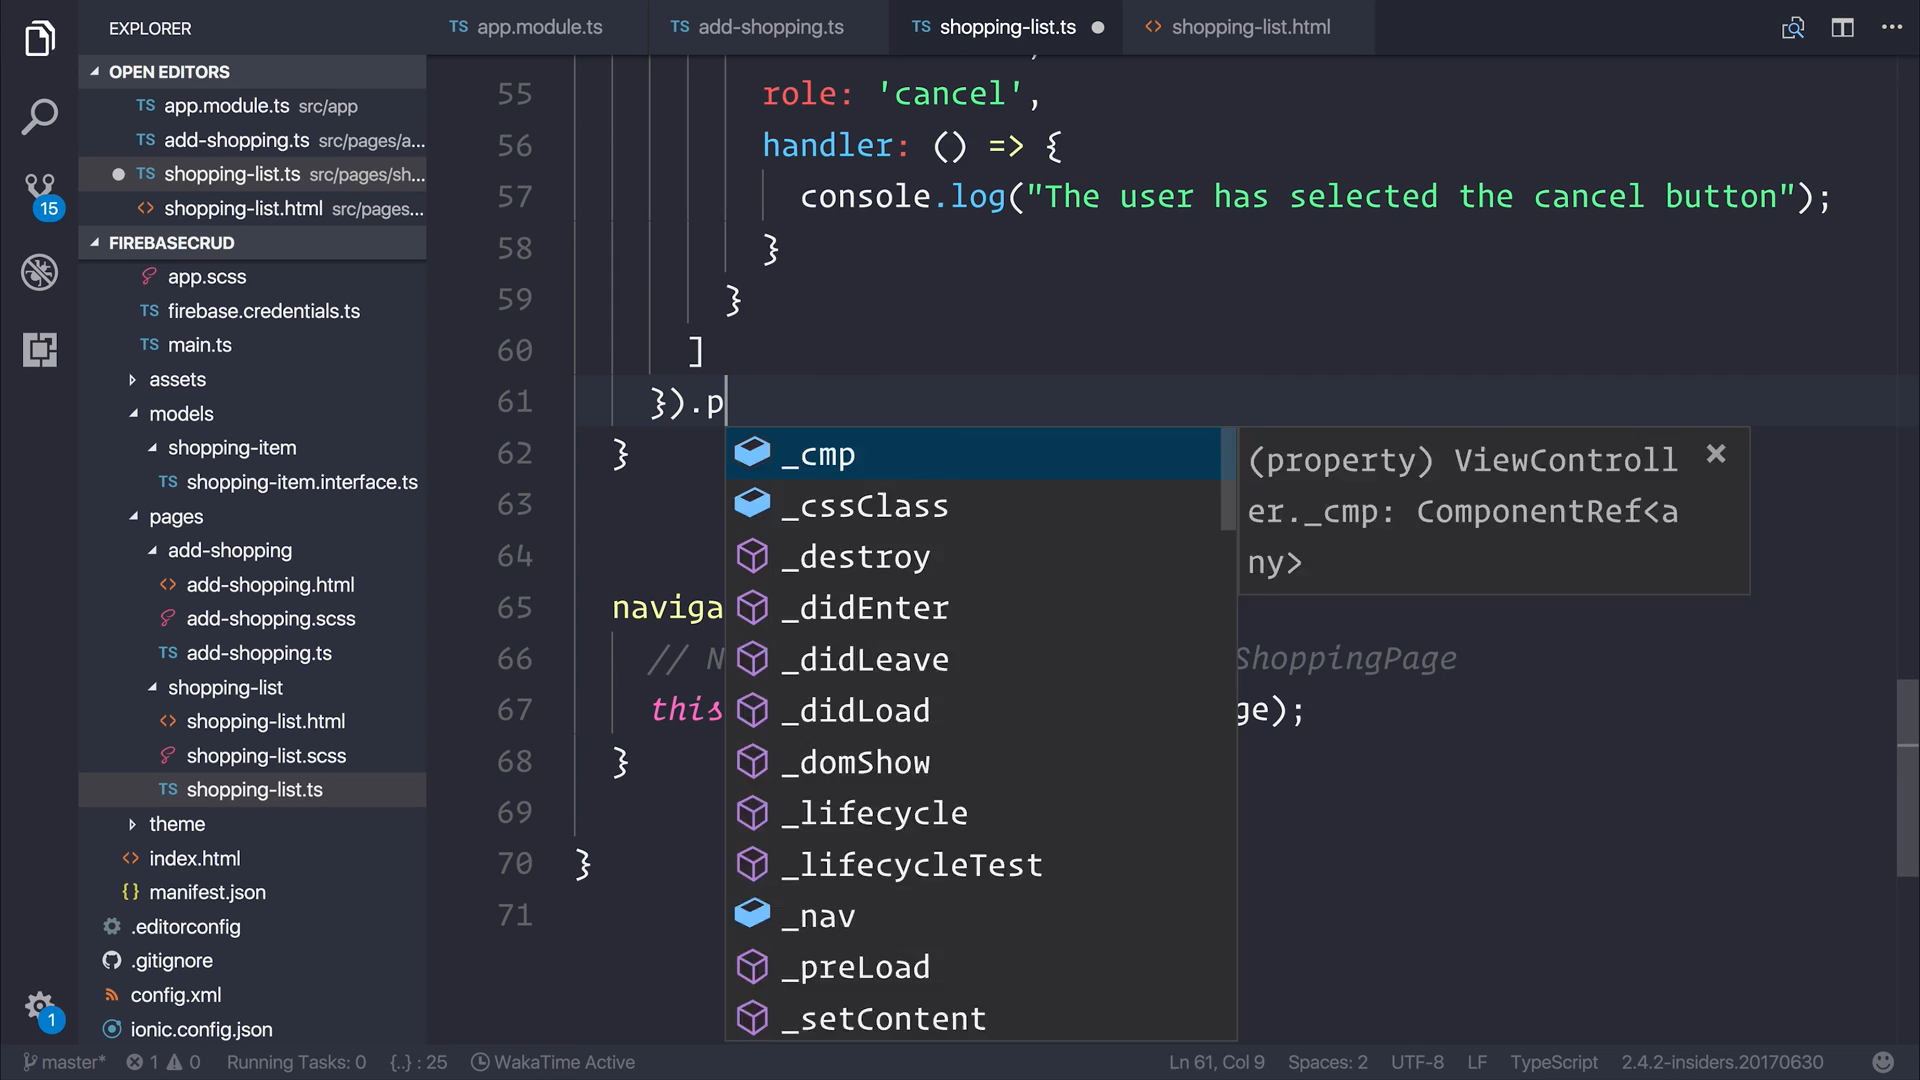 EXPLORER
TS app.module.ts
TS add-shopping.ts
TS shopping-list.ts
<> shopping-list.html
OPEN EDITORS
TS app.module.ts src/app
TS add-shopping.ts src/pages/a...
TS shopping-list.ts src/pages/sh...
<> shopping-list.html src/pages...
15
FIREBASECRUD
app.scss
TS firebase.credentials.ts
TS main.ts
assets
models
shopping-item
TS shopping-item.interface.ts
pages
add-shopping
<> add-shopping.html
add-shopping.scss
TS add-shopping.ts
shopping-list
<> shopping-list.html
shopping-list.scss
TS shopping-list.ts
theme
<> index.html
{} manifest.json
.editorconfig
.gitignore
config.xml
ionic.config.json
1
55 role: 'cancel',
56 handler: () => {
57 console.log("The user has selected the cancel button");
58 }
59 }
60 ]
61 }).p
62 }
63
64
65 naviga
66 // N ShoppingPage
67 this ge);
68 }
69
70 }
71
_cmp
_cssClass
_destroy
_didEnter
_didLeave
_didLoad
_domShow
_lifecycle
_lifecycleTest
_nav
_preLoad
_setContent
(property) ViewControll
er._cmp: ComponentRef<a
ny>
master* 1 0 Running Tasks: 0 {..} : 25 WakaTime Active Ln 61, Col 9 Spaces: 2 UTF-8 LF TypeScript 2.4.2-insiders.20170630